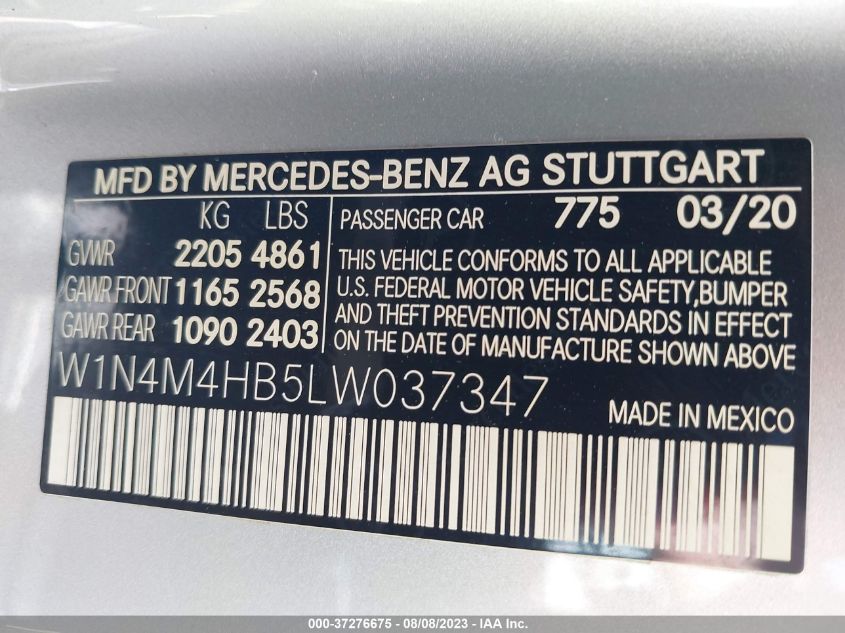 MFD BY MERCEDES-BENZ AG STUTTGART
KG LBS
GVWR 2205 4861
GAWR FRONT 1165 2568
GAWR REAR 1090 2403
PASSENGER CAR 775 03/20
THIS VEHICLE CONFORMS TO ALL APPLICABLE
U.S. FEDERAL MOTOR VEHICLE SAFETY,BUMPER
AND THEFT PREVENTION STANDARDS IN EFFECT
ON THE DATE OF MANUFACTURE SHOWN ABOVE
W1N4M4HB5LW037347
MADE IN MEXICO
000-37276675 - 08/08/2023 - IAA Inc.